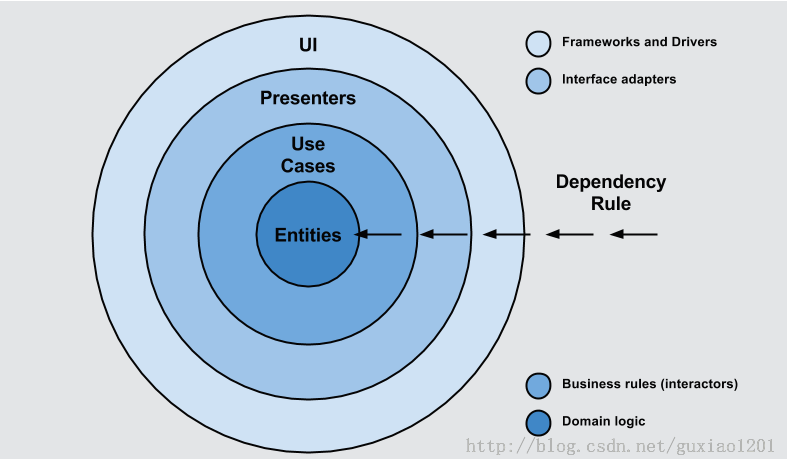 UI
Presenters
Use
Cases
Entities
Frameworks and Drivers
Interface adapters
Dependency
Rule
Business rules (interactors)
Domain logic
http://blog.csdn.net/guxiao1201